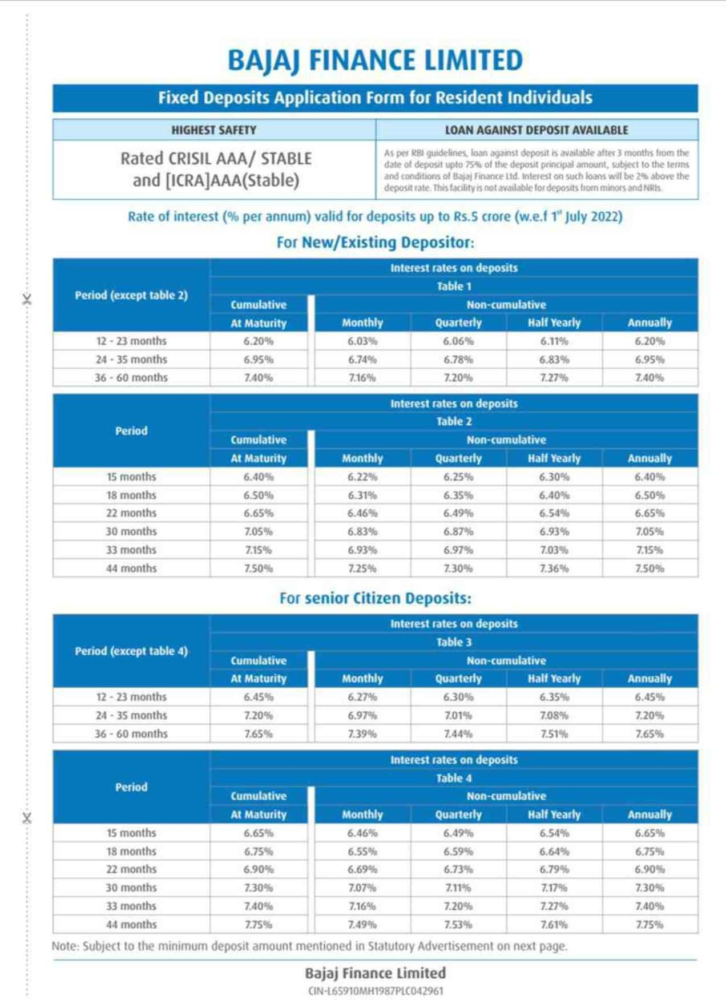 BAJAJ FINANCE LIMITED
Fixed Deposits Application Form for Resident Individuals
HIGHEST SAFETY
Rated CRISIL AAA/ STABLE
and [ICRA]AAA(Stable)
LOAN AGAINST DEPOSIT AVAILABLE
As per RBI guidelines, loan against deposit is available after 3 months from the
date of deposit upto 75% of the deposit principal amount, subject to the terms
and conditions of Bajaj Finance Ltd. Interest on such loans will be 2% above the
deposit rate. This facility is not available for deposits from minors and NRIs.
Rate of interest (% per annum) valid for deposits up to Rs.5 crore (w.e.f 1st July 2022)
For New/Existing Depositor:
Interest rates on deposits
Table 1
Period (except table 2)
Cumulative Non-cumulative
At Maturity Monthly Quarterly Half Yearly Annually
12 - 23 months 6.20% 6.03% 6.06% 6.11% 6.20%
24 - 35 months 6.95% 6.74% 6.78% 6.83% 6.95%
36 - 60 months 7.40% 7.16% 7.20% 7.27% 7.40%
Interest rates on deposits
Table 2
Period
Cumulative Non-cumulative
At Maturity Monthly Quarterly Half Yearly Annually
15 months 6.40% 6.22% 6.25% 6.30% 6.40%
18 months 6.50% 6.31% 6.35% 6.40% 6.50%
22 months 6.65% 6.46% 6.49% 6.54% 6.65%
30 months 7.05% 6.83% 6.87% 6.93% 7.05%
33 months 7.15% 6.93% 6.97% 7.03% 7.15%
44 months 7.50% 7.25% 7.30% 7.36% 7.50%
For senior Citizen Deposits:
Interest rates on deposits
Table 3
Period (except table 4)
Cumulative Non-cumulative
At Maturity Monthly Quarterly Half Yearly Annually
12 - 23 months 6.45% 6.27% 6.30% 6.35% 6.45%
24 - 35 months 7.20% 6.97% 7.01% 7.08% 7.20%
36 - 60 months 7.65% 7.39% 7.44% 7.51% 7.65%
Interest rates on deposits
Table 4
Period
Cumulative Non-cumulative
At Maturity Monthly Quarterly Half Yearly Annually
15 months 6.65% 6.46% 6.49% 6.54% 6.65%
18 months 6.75% 6.55% 6.59% 6.64% 6.75%
22 months 6.90% 6.69% 6.73% 6.79% 6.90%
30 months 7.30% 7.07% 7.11% 7.17% 7.30%
33 months 7.40% 7.16% 7.20% 7.27% 7.40%
44 months 7.75% 7.49% 7.53% 7.61% 7.75%
Note: Subject to the minimum deposit amount mentioned in Statutory Advertisement on next page.
Bajaj Finance Limited
CIN-L65910MH1987PLC042961